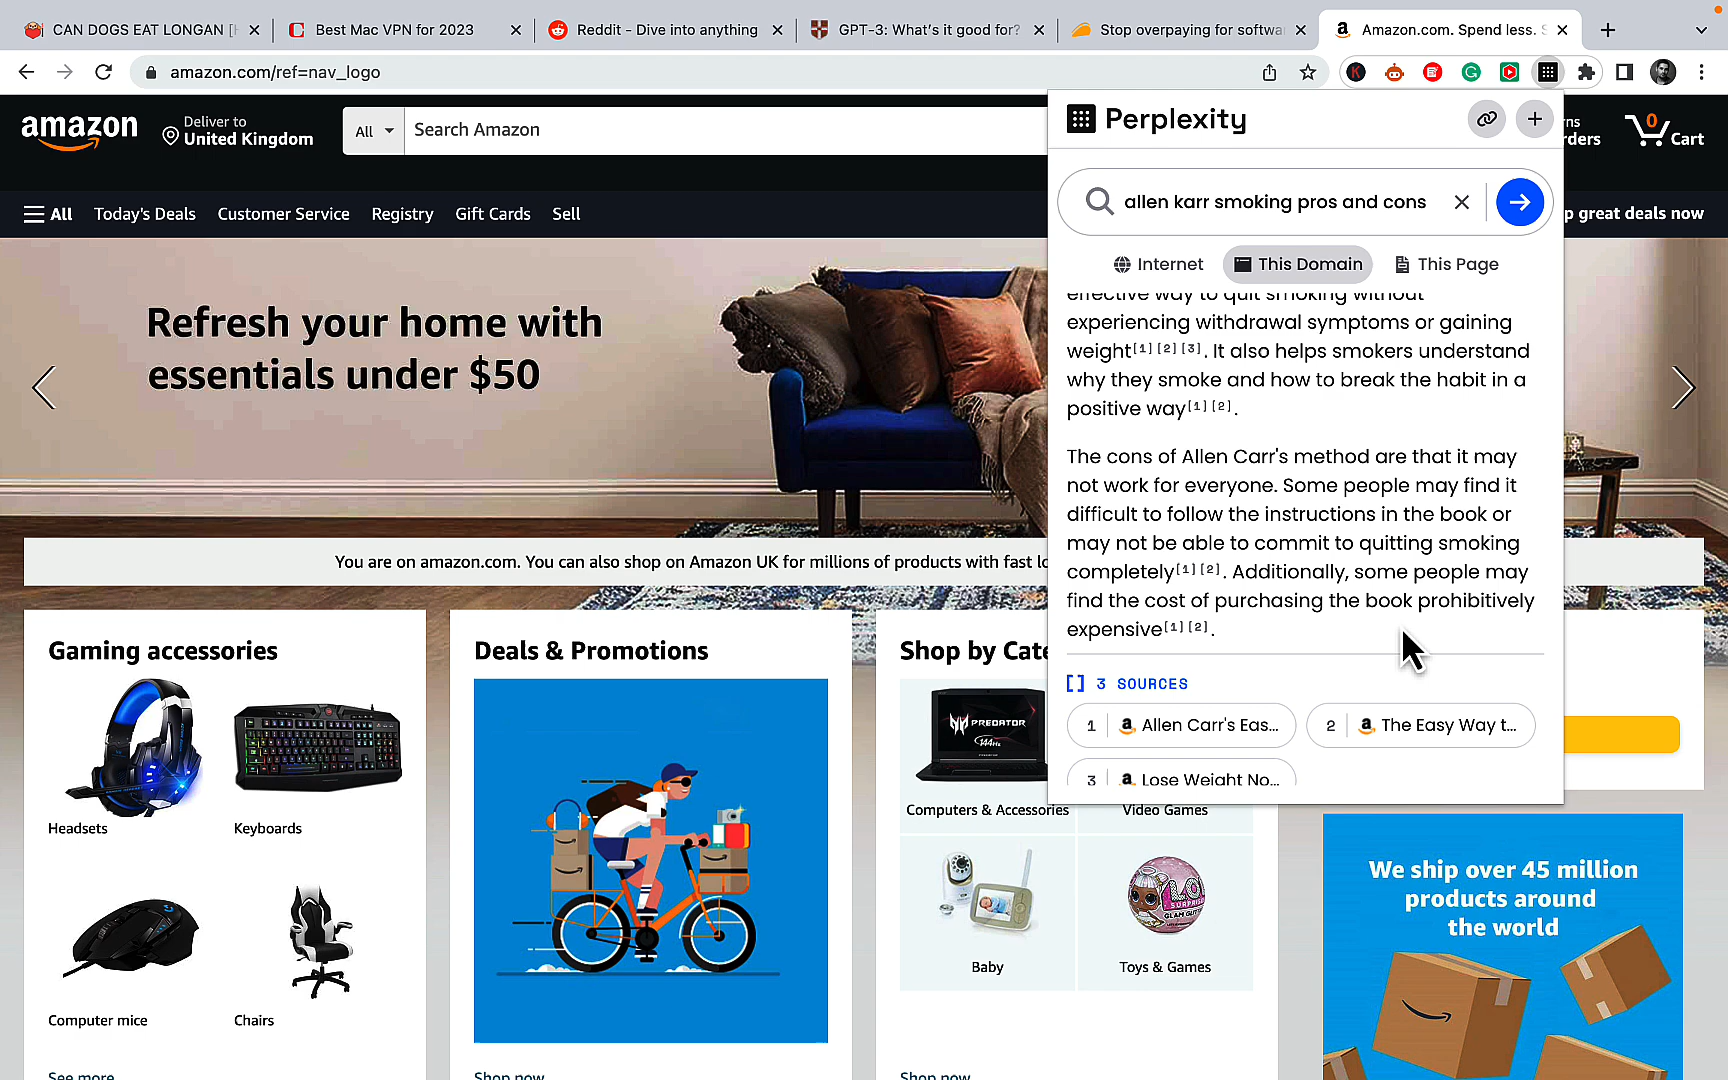 CAN DOGS EAT LONGAN [
Best Mac VPN for 2023
Reddit - Dive into anything
GPT-3: What's it good for?
Stop overpaying for softwa
Amazon.com. Spend less. S
amazon.com/ref=nav_logo
amazon
Deliver to
United Kingdom
All
Search Amazon
rns
rders
0
Cart
All
Today's Deals
Customer Service
Registry
Gift Cards
Sell
p great deals now
Perplexity
allen karr smoking pros and cons
Internet
This Domain
This Page
effective way to quit smoking without
experiencing withdrawal symptoms or gaining
weight[1][2][3]. It also helps smokers understand
why they smoke and how to break the habit in a
positive way[1][2].
The cons of Allen Carr's method are that it may
not work for everyone. Some people may find it
difficult to follow the instructions in the book or
may not be able to commit to quitting smoking
completely[1][2]. Additionally, some people may
find the cost of purchasing the book prohibitively
expensive[1][2].
3 SOURCES
1 Allen Carr's Eas...
2 The Easy Way t...
3 Lose Weight No...
Refresh your home with
essentials under $50
You are on amazon.com. You can also shop on Amazon UK for millions of products with fast lo
Gaming accessories
Headsets
Keyboards
Computer mice
Chairs
See more
Deals & Promotions
Shop now
Shop by Cate
PREDATOR
144Hz
Computers & Accessories
Video Games
Baby
Toys & Games
Shop now
We ship over 45 million
products around
the world